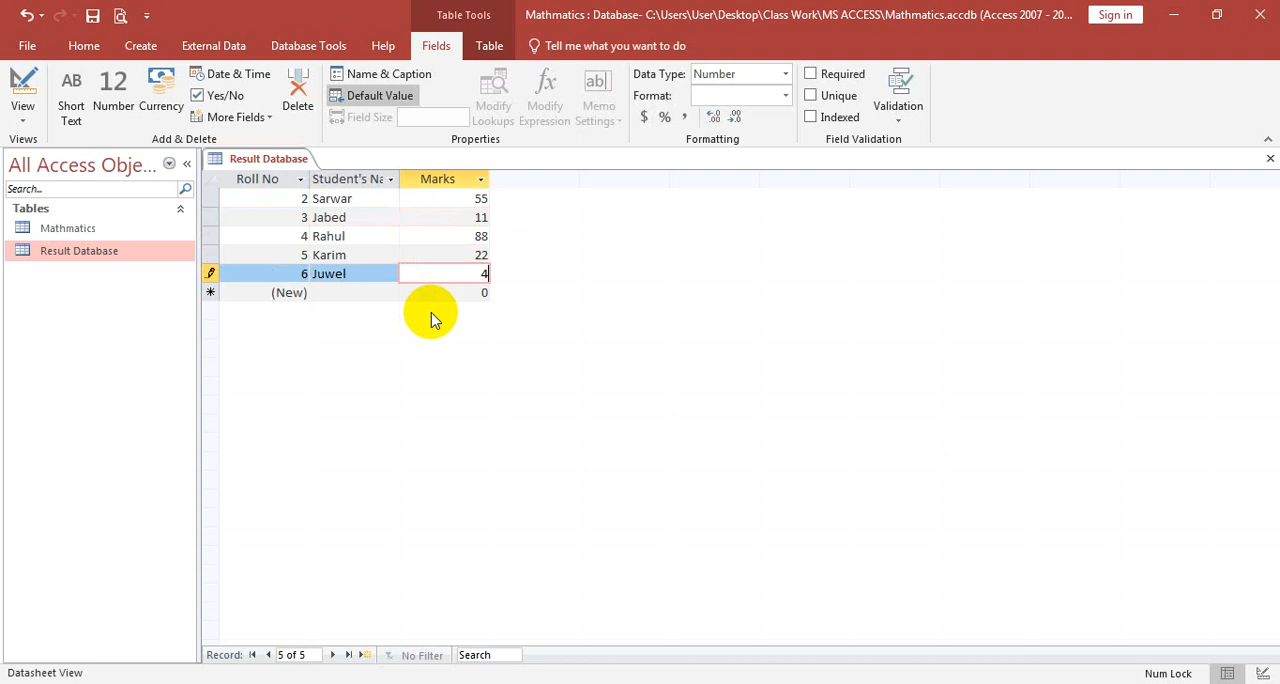 Table Tools
Mathmatics : Database- C:\Users\User\Desktop\Class Work\MS ACCESS\Mathmatics.accdb (Access 2007 - 20...
Sign in
File Home Create External Data Database Tools Help Fields Table Tell me what you want to do
View
Views
AB
Short
Text
12
Number
Currency
Date & Time
Yes/No
More Fields
Delete
Add & Delete
Name & Caption
Default Value
Field Size
Modify
Lookups
fx
Modify
Expression
ab
Memo
Settings
Properties
Data Type: Number
Format:
$ % ,
.00
.00
Formatting
Required
Unique
Indexed
Validation
Field Validation
All Access Obje...
Search...
Tables
Mathmatics
Result Database
Result Database
Roll No Student's Na Marks
2 Sarwar 55
3 Jabed 11
4 Rahul 88
5 Karim 22
6 Juwel 4
(New) 0
Record: 5 of 5 No Filter Search
Datasheet View
Num Lock